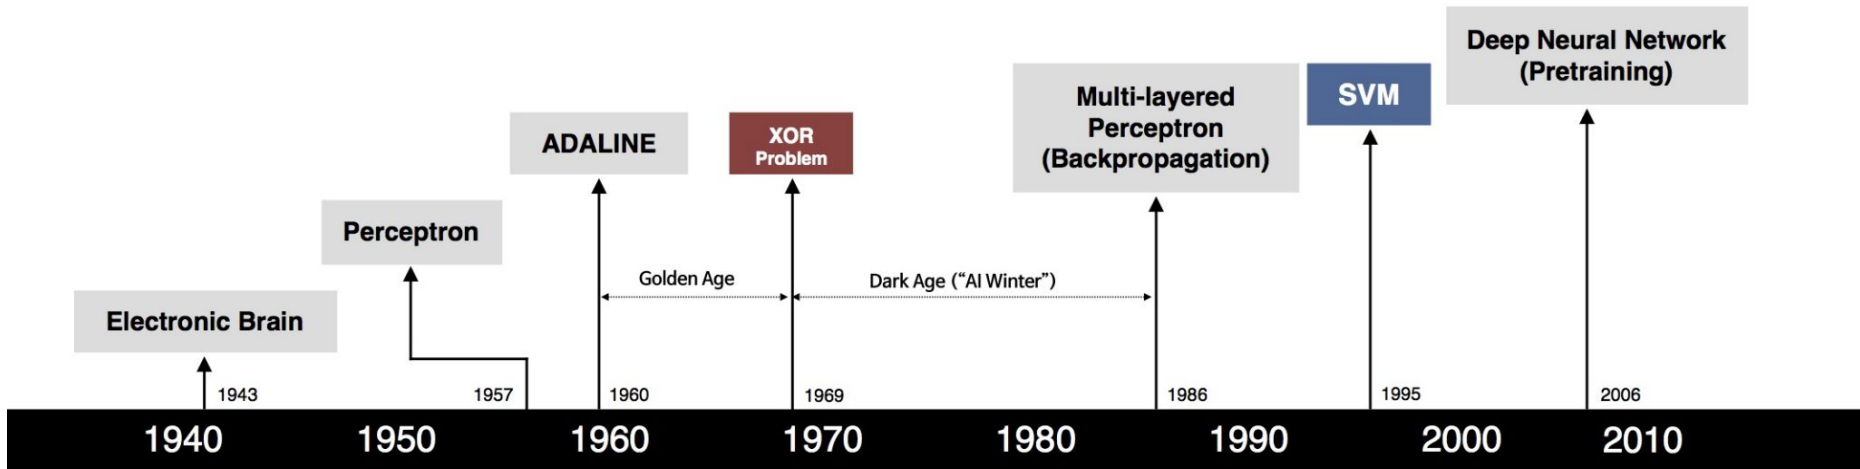 Deep Neural Network
(Pretraining)
Multi-layered
Perceptron
(Backpropagation)
SVM
ADALINE
XOR
Problem
Perceptron
Golden Age
Dark Age (“AI Winter”)
Electronic Brain
1943
1957
1960
1969
1986
1995
2006
1940
1950
1960
1970
1980
1990
2000
2010